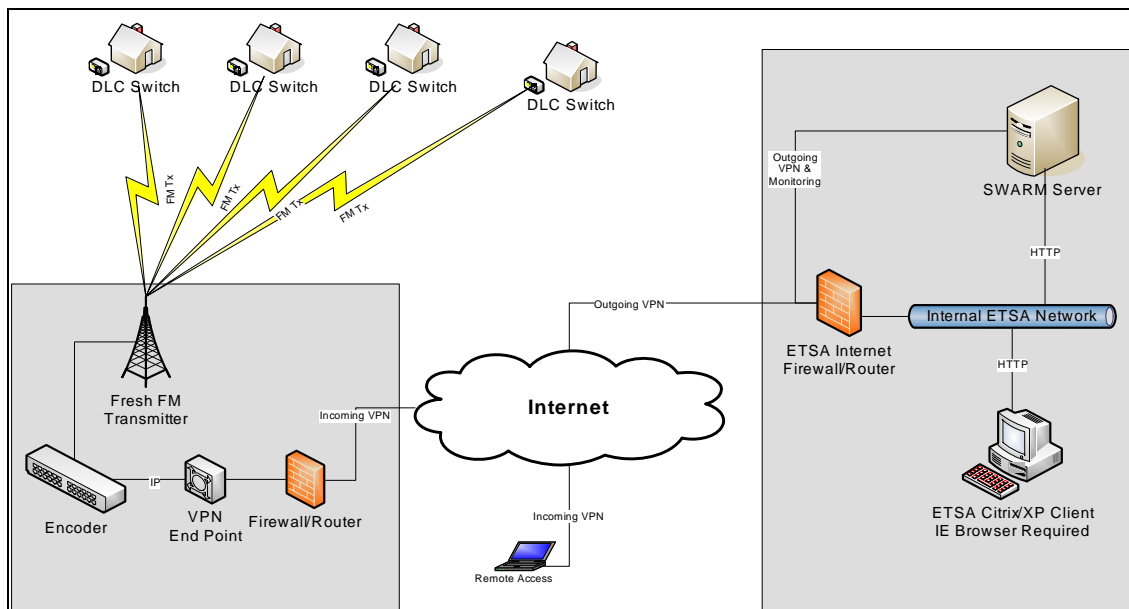 DLC Switch
DLC Switch
DLC Switch
DLC Switch
FM Tx
FM Tx
FM Tx
FM Tx
Outgoing
VPN &
Monitoring
SWARM Server
HTTP
Outgoing VPN
Internal ETSA Network
ETSA Internet
Firewall/Router
HTTP
Fresh FM
Transmitter
Incoming VPN
Internet
IP
Encoder
VPN
End Point
Firewall/Router
Incoming VPN
Remote Access
ETSA Citrix/XP Client
IE Browser Required